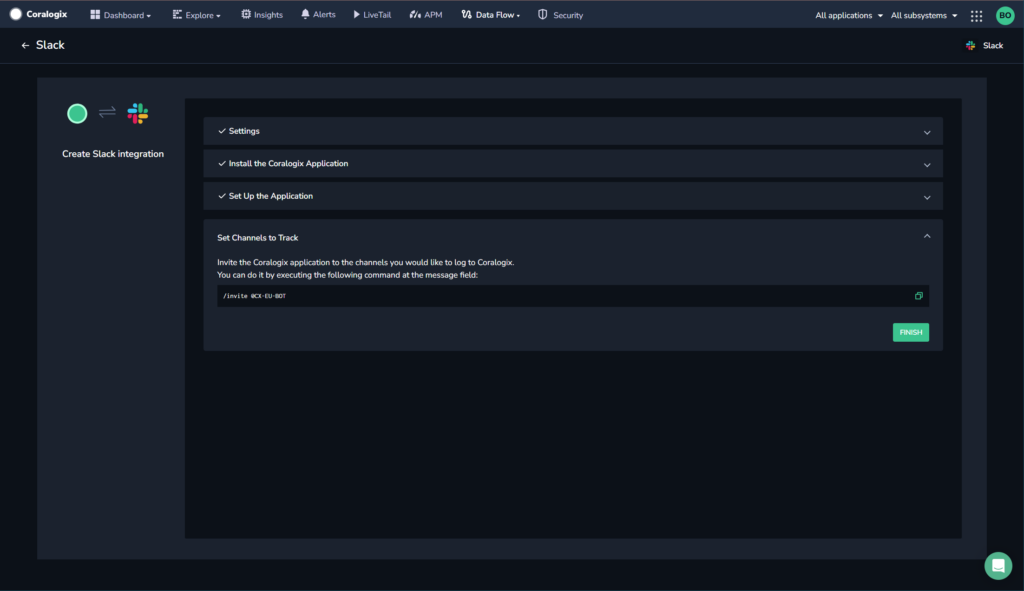 Coralogix Dashboard Explore Insights Alerts LiveTail APM Data Flow Security All applications All subsystems BO
Slack Slack
Create Slack integration
Settings
Install the Coralogix Application
Set Up the Application
Set Channels to Track
Invite the Coralogix application to the channels you would like to log to Coralogix.
You can do it by executing the following command at the message field:
/invite @CX-EU-BOT
FINISH